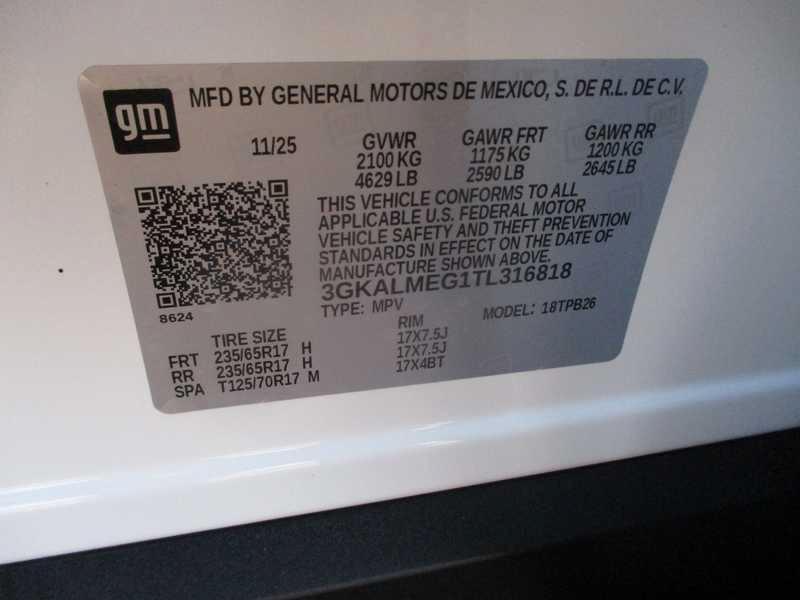 gm
MFD BY GENERAL MOTORS DE MEXICO, S. DE R.L. DE C.V.
11/25 GVWR GAWR FRT GAWR RR
2100 KG 1175 KG 1200 KG
4629 LB 2590 LB 2645 LB
THIS VEHICLE CONFORMS TO ALL
APPLICABLE U.S. FEDERAL MOTOR
VEHICLE SAFETY AND THEFT PREVENTION
STANDARDS IN EFFECT ON THE DATE OF
MANUFACTURE SHOWN ABOVE.
3GKALMEG1TL316818
TYPE: MPV MODEL: 18TPB26
8624
TIRE SIZE RIM
FRT 235/65R17 H 17X7.5J
RR 235/65R17 H 17X7.5J
SPA T125/70R17 M 17X4BT